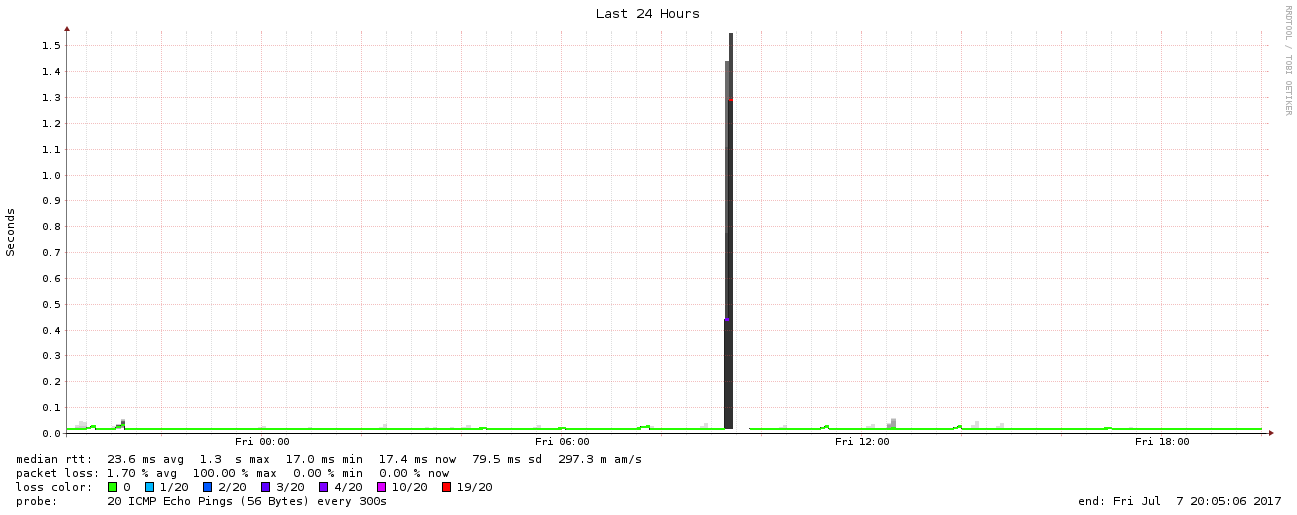 Last 24 Hours
RRDTOOL / TOBI OETIKER
Seconds
1.5
1.4
1.3
1.2
1.1
1.0
0.9
0.8
0.7
0.6
0.5
0.4
0.3
0.2
0.1
0.0
Fri 00:00 Fri 06:00 Fri 12:00 Fri 18:00
median rtt: 23.6 ms avg 1.3 s max 17.0 ms min 17.4 ms now 79.5 ms sd 297.3 m am/s
packet loss: 1.70 % avg 100.00 % max 0.00 % min 0.00 % now
loss color: 0 1/20 2/20 3/20 4/20 10/20 19/20
probe: 20 ICMP Echo Pings (56 Bytes) every 300s end: Fri Jul 7 20:05:06 2017